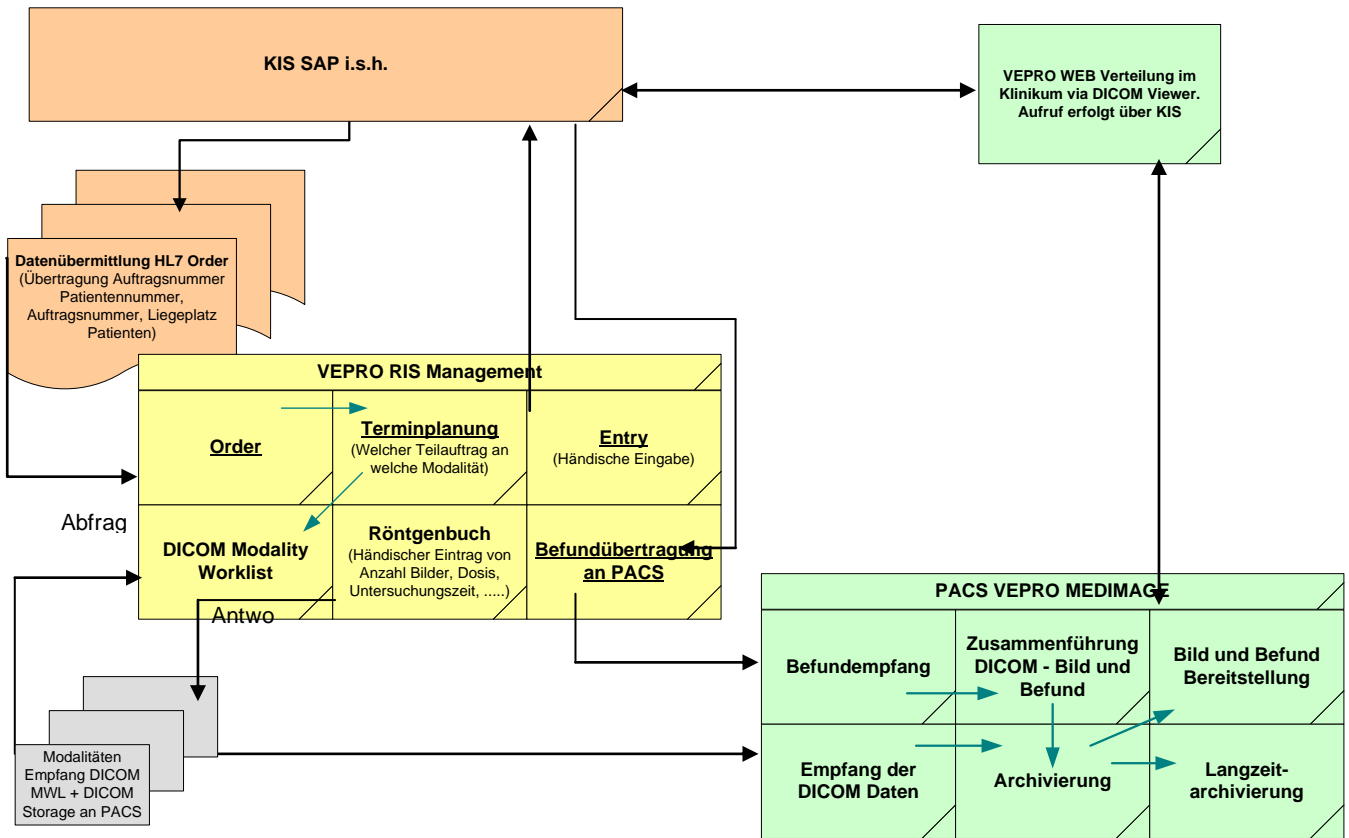 KIS SAP i.s.h.
VEPRO WEB Verteilung im
Klinikum via DICOM Viewer.
Aufruf erfolgt über KIS
Datenübermittlung HL7 Order
(Übertragung Auftragsnummer
Patientennummer,
Auftragsnummer, Liegeplatz
Patienten)
VEPRO RIS Management
Order
Terminplanung
(Welcher Teilauftrag an
welche Modalität)
Entry
(Händische Eingabe)
Abfrag
DICOM Modality
Worklist
Röntgenbuch
(Händischer Eintrag von
Anzahl Bilder, Dosis,
Untersuchungszeit, .....)
Befundübertragung
an PACS
Antwo
Modalitäten
Empfang DICOM
MWL + DICOM
Storage an PACS
PACS VEPRO MEDIMAGE
Befundempfang
Zusammenführung
DICOM - Bild und
Befund
Bild und Befund
Bereitstellung
Empfang der
DICOM Daten
Archivierung
Langzeit-
archivierung